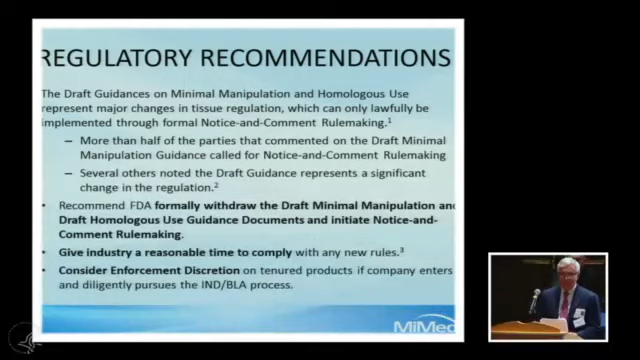 REGULATORY RECOMMENDATIONS
The Draft Guidances on Minimal Manipulation and Homologous Use
represent major changes in tissue regulation, which can only lawfully be
implemented through formal Notice-and-Comment Rulemaking.1
– More than half of the parties that commented on the Draft Minimal
Manipulation Guidance called for Notice-and-Comment Rulemaking
– Several others noted the Draft Guidance represents a significant
change in the regulation.2
• Recommend FDA formally withdraw the Draft Minimal Manipulation and
Draft Homologous Use Guidance Documents and initiate Notice-and-
Comment Rulemaking.
• Give industry a reasonable time to comply with any new rules.3
• Consider Enforcement Discretion on tenured products if company enters
and diligently pursues the IND/BLA process.
MiMed